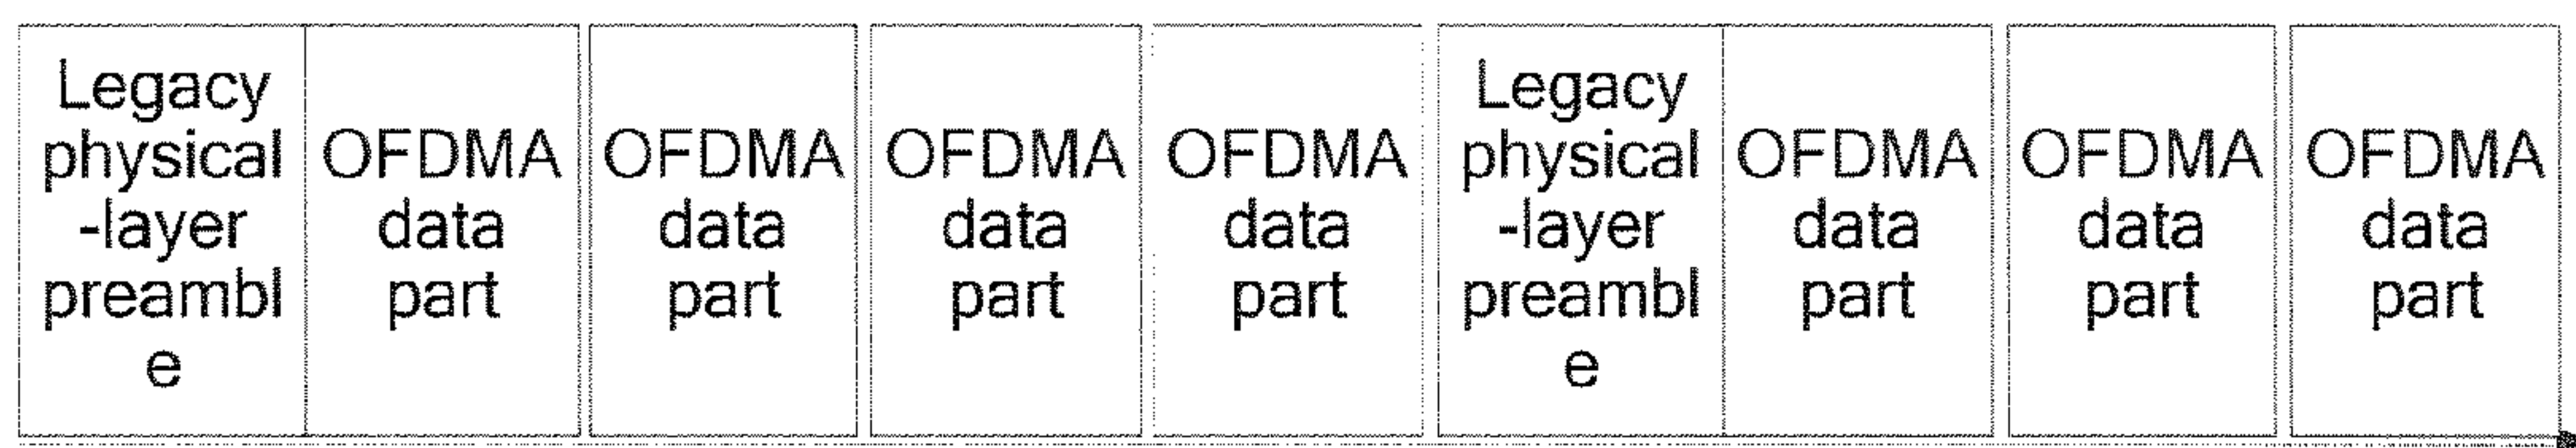 Legacy
physical
-layer
preambl
e
OFDMA
data
part
OFDMA
data
part
OFDMA
data
part
OFDMA
data
part
Legacy
physical
-layer
preambl
e
OFDMA
data
part
OFDMA
data
part
OFDMA
data
part